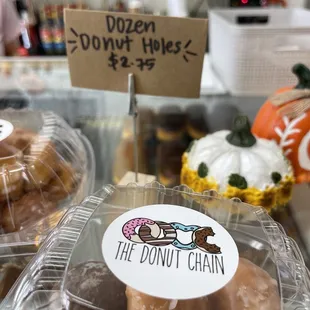 Dozen
Donut Holes
$2.75
THE DONUT CHAIN